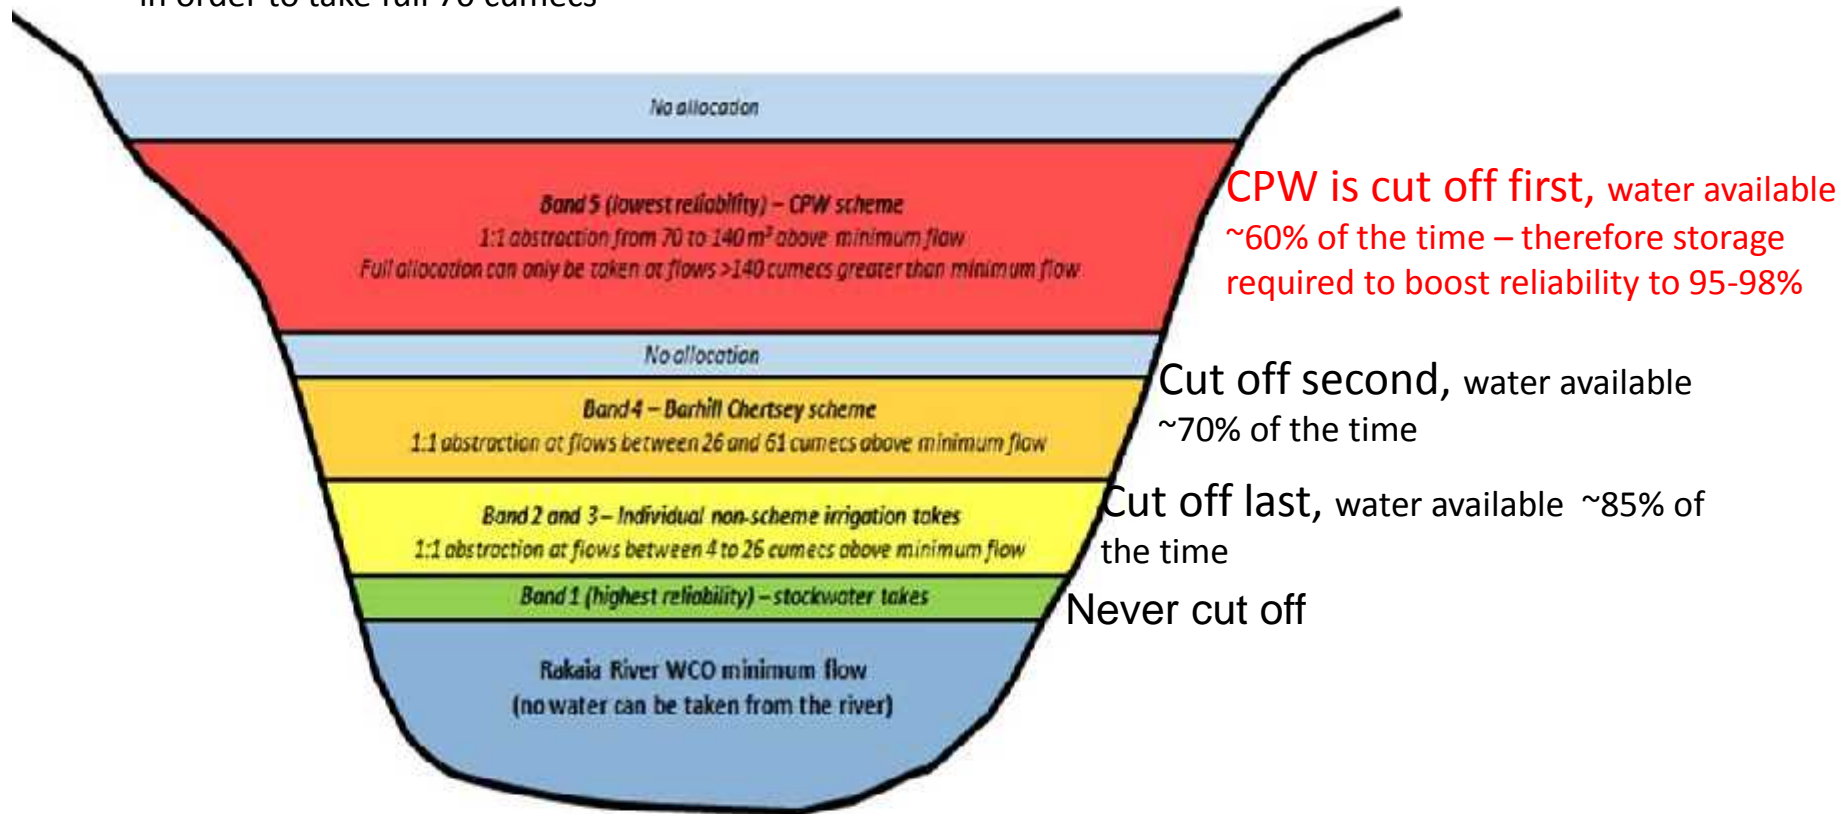 in order to take full 70 cumecs
No allocation
Band 5 (lowest reliability) – CPW scheme
1:1 abstraction from 70 to 140 m³ above minimum flow
Full allocation can only be taken at flows >140 cumecs greater than minimum flow
CPW is cut off first, water available
~60% of the time – therefore storage
required to boost reliability to 95-98%
No allocation
Band 4 – Barhill Chertsey scheme
1:1 abstraction at flows between 26 and 61 cumecs above minimum flow
Cut off second, water available
~70% of the time
Band 2 and 3 – Individual non-scheme irrigation takes
1:1 abstraction at flows between 4 to 26 cumecs above minimum flow
Cut off last, water available ~85% of
the time
Band 1 (highest reliability) – stockwater takes
Never cut off
Rakaia River WCO minimum flow
(no water can be taken from the river)